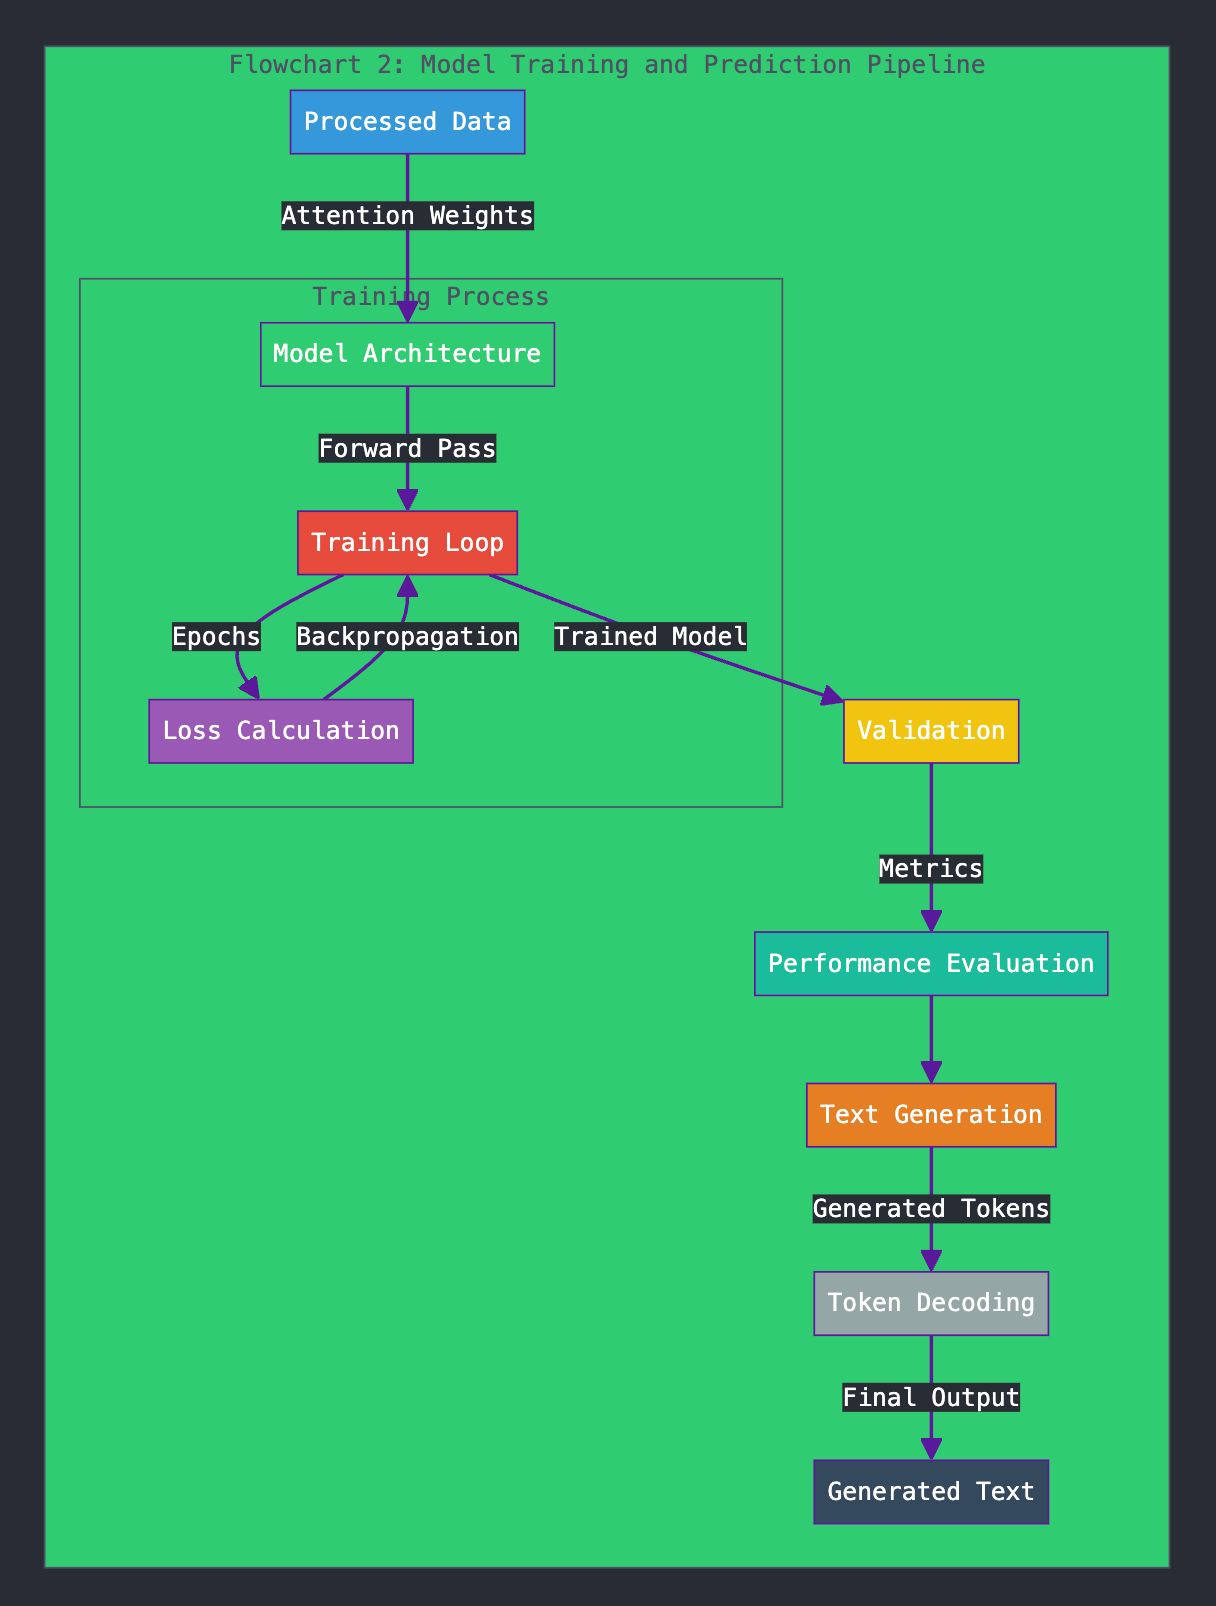 Flowchart 2: Model Training and Prediction Pipeline
Processed Data
Attention Weights
Training Process
Model Architecture
Forward Pass
Training Loop
Epochs
Backpropagation
Trained Model
Loss Calculation
Validation
Metrics
Performance Evaluation
Text Generation
Generated Tokens
Token Decoding
Final Output
Generated Text